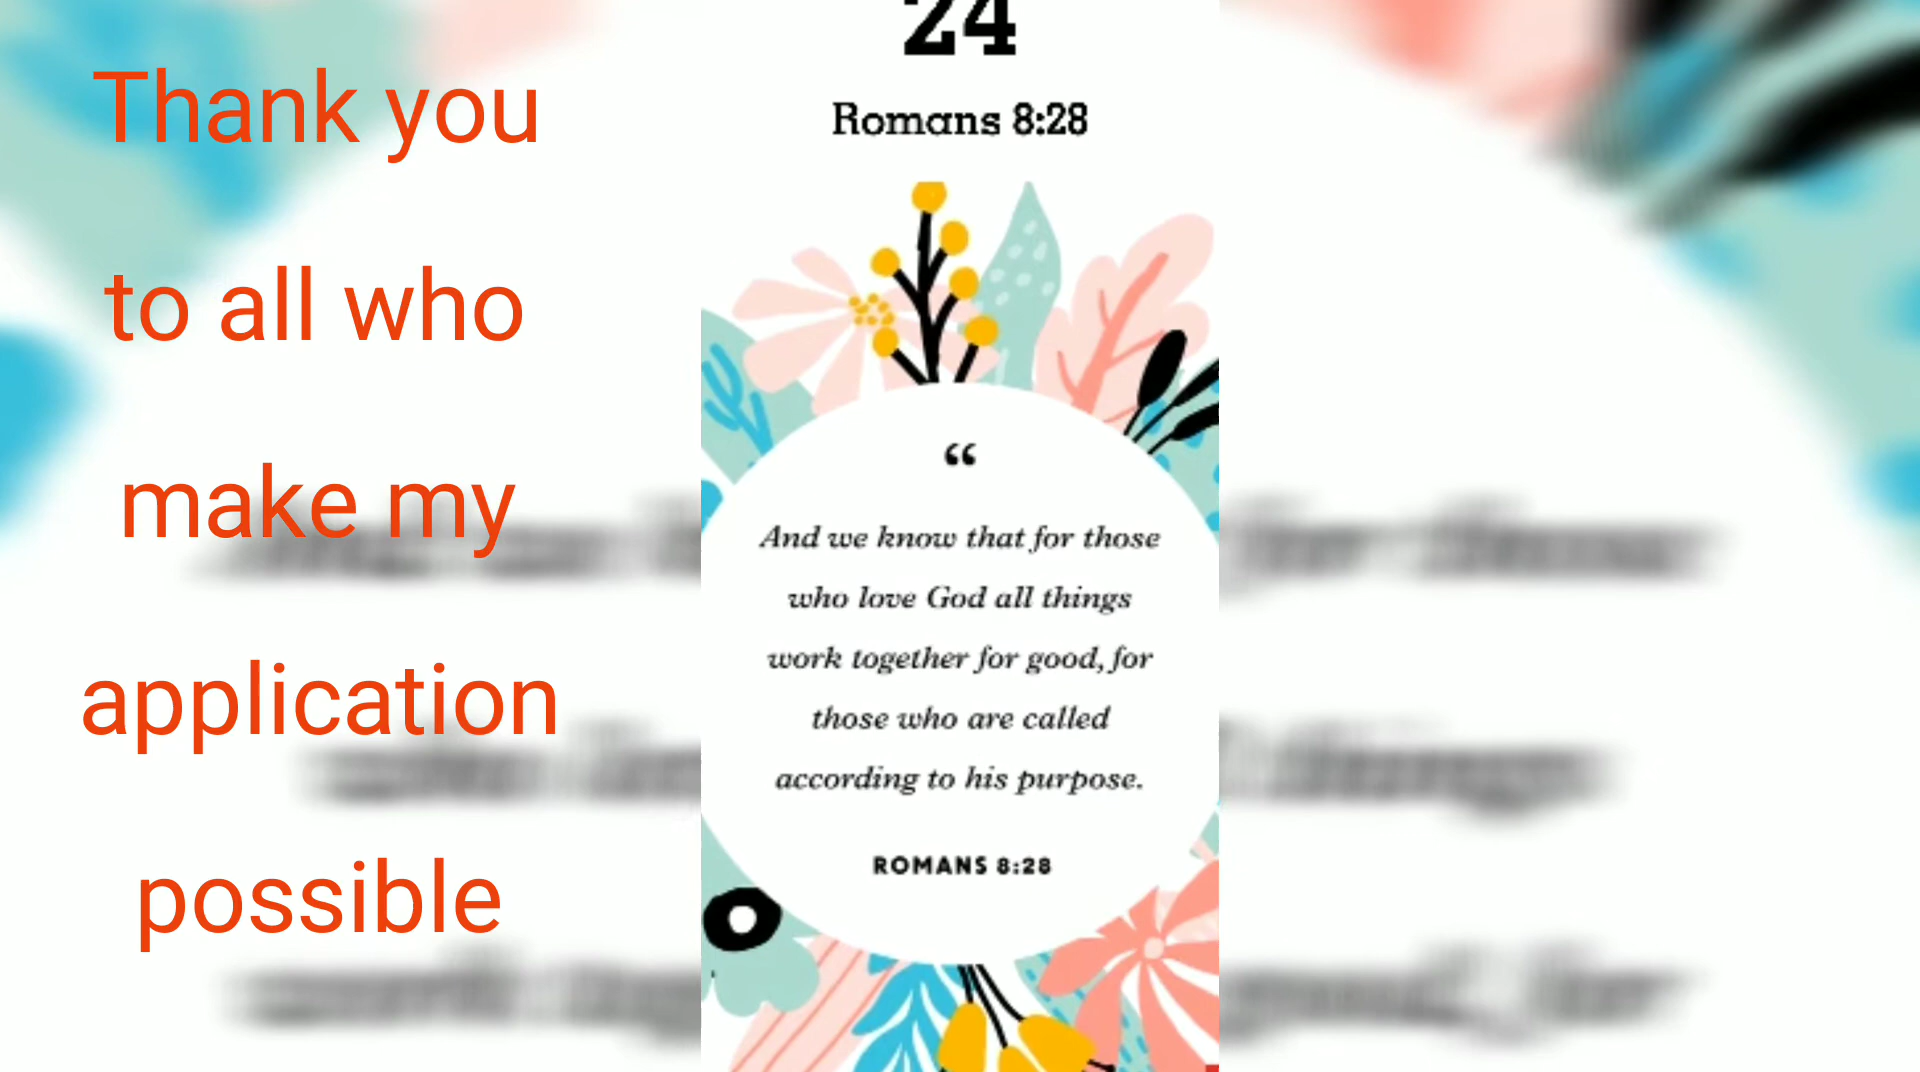 Thank you
to all who
make my
application
possible
24
Romans 8:28
“
And we know that for those
who love God all things
work together for good, for
those who are called
according to his purpose.
ROMANS 8:28